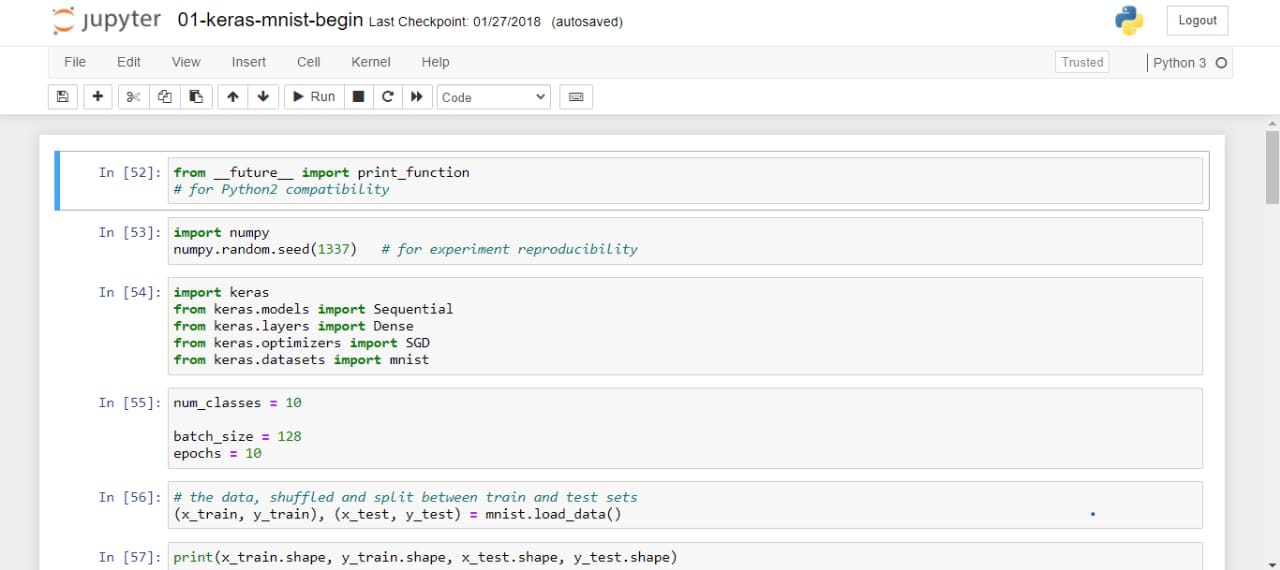 jupyter 01-keras-mnist-begin Last Checkpoint: 01/27/2018 (autosaved)
Logout
File Edit View Insert Cell Kernel Help
Trusted
Python 3
Run
Code
In [52]: from __future__ import print_function
# for Python2 compatibility
In [53]: import numpy
numpy.random.seed(1337)   # for experiment reproducibility
In [54]: import keras
from keras.models import Sequential
from keras.layers import Dense
from keras.optimizers import SGD
from keras.datasets import mnist
In [55]: num_classes = 10
batch_size = 128
epochs = 10
In [56]: # the data, shuffled and split between train and test sets
(x_train, y_train), (x_test, y_test) = mnist.load_data()
In [57]: print(x_train.shape, y_train.shape, x_test.shape, y_test.shape)